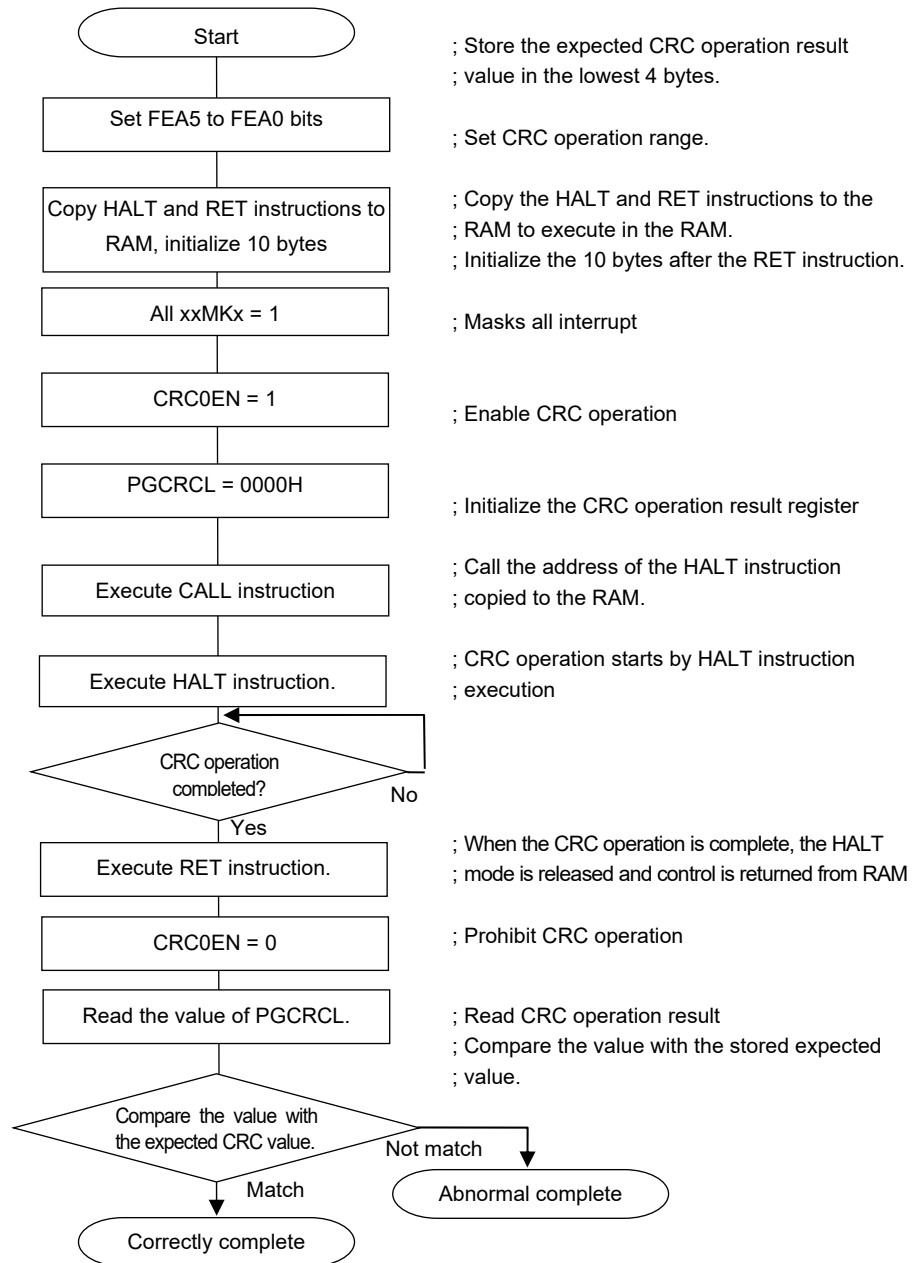 Start
; Store the expected CRC operation result
; value in the lowest 4 bytes.
Set FEA5 to FEA0 bits
; Set CRC operation range.
Copy HALT and RET instructions to
RAM, initialize 10 bytes
; Copy the HALT and RET instructions to the
; RAM to execute in the RAM.
; Initialize the 10 bytes after the RET instruction.
All xxMKx = 1
; Masks all interrupt
CRC0EN = 1
; Enable CRC operation
PGCRCL = 0000H
; Initialize the CRC operation result register
Execute CALL instruction
; Call the address of the HALT instruction
; copied to the RAM.
Execute HALT instruction.
; CRC operation starts by HALT instruction
; execution
CRC operation
completed?
No
Yes
Execute RET instruction.
; When the CRC operation is complete, the HALT
; mode is released and control is returned from RAM
CRC0EN = 0
; Prohibit CRC operation
Read the value of PGCRCL.
; Read CRC operation result
; Compare the value with the stored expected
; value.
Compare the value with
the expected CRC value.
Not match
Match
Abnormal complete
Correctly complete